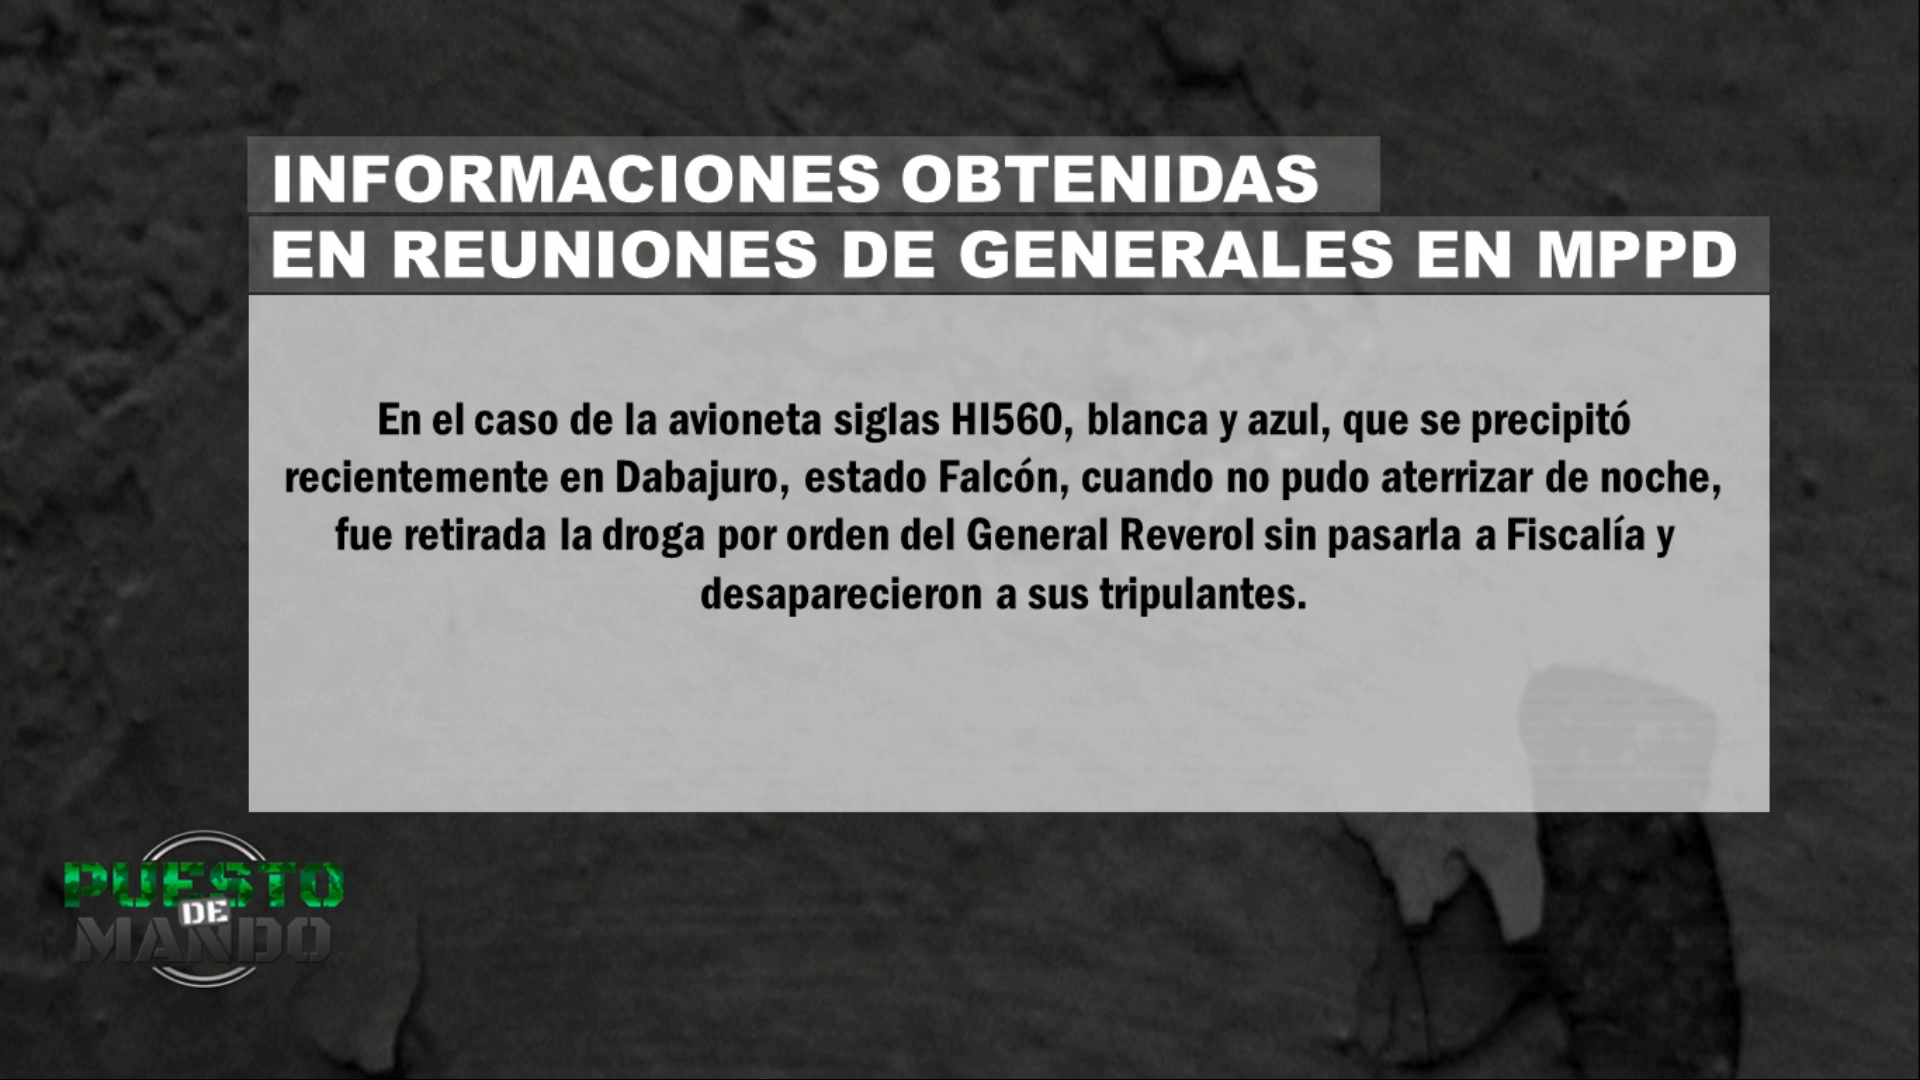 INFORMACIONES OBTENIDAS
EN REUNIONES DE GENERALES EN MPPD
En el caso de la avioneta siglas HI560, blanca y azul, que se precipitó
recientemente en Dabajuro, estado Falcón, cuando no pudo aterrizar de noche,
fue retirada la droga por orden del General Reverol sin pasarla a Fiscalía y
desaparecieron a sus tripulantes.
PUESTO
DE
MANDO